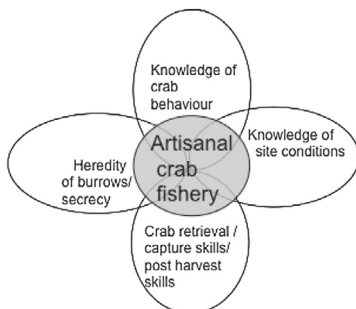 Knowledge of
crab
behaviour
Artisanal
crab
fishery
Knowledge of
site conditions
Heredity
of burrows/
secrecy
Crab retrieval /
capture skills/
post harvest
skills